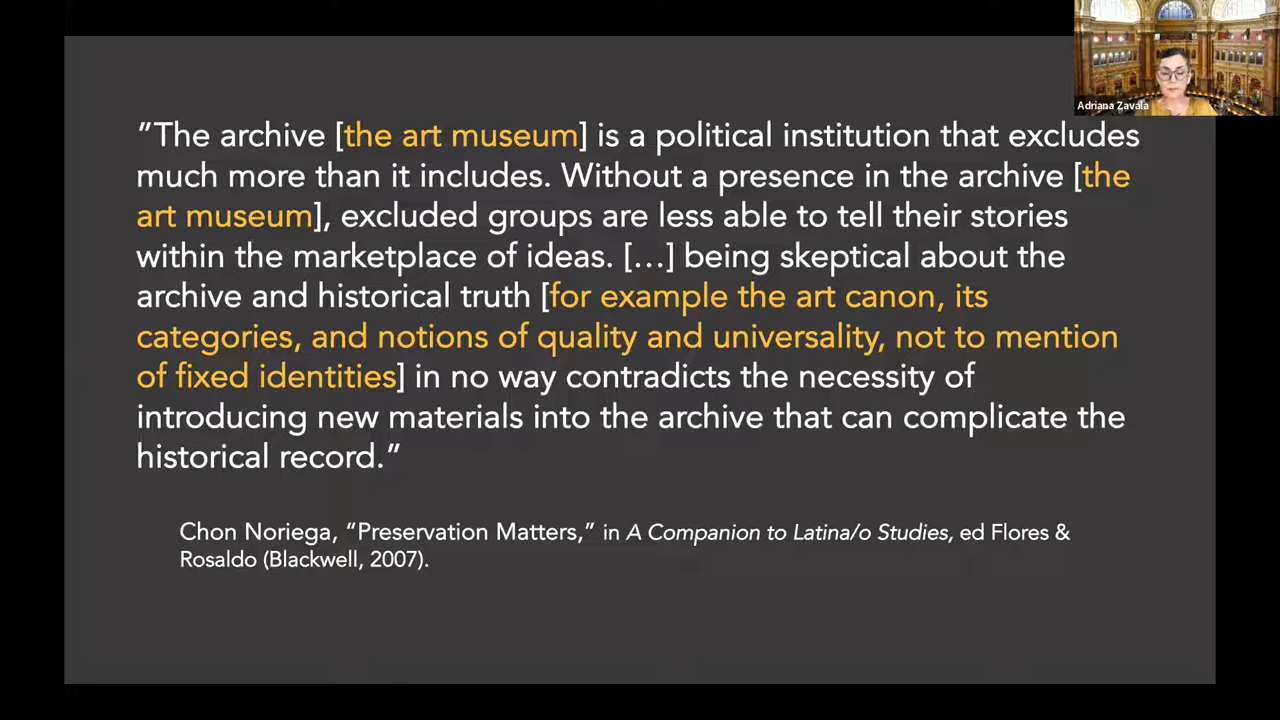 Adriana Zavala
"The archive [the art museum] is a political institution that excludes
much more than it includes. Without a presence in the archive [the
art museum], excluded groups are less able to tell their stories
within the marketplace of ideas. […] being skeptical about the
archive and historical truth [for example the art canon, its
categories, and notions of quality and universality, not to mention
of fixed identities] in no way contradicts the necessity of
introducing new materials into the archive that can complicate the
historical record."
Chon Noriega, "Preservation Matters," in A Companion to Latina/o Studies, ed Flores &
Rosaldo (Blackwell, 2007).